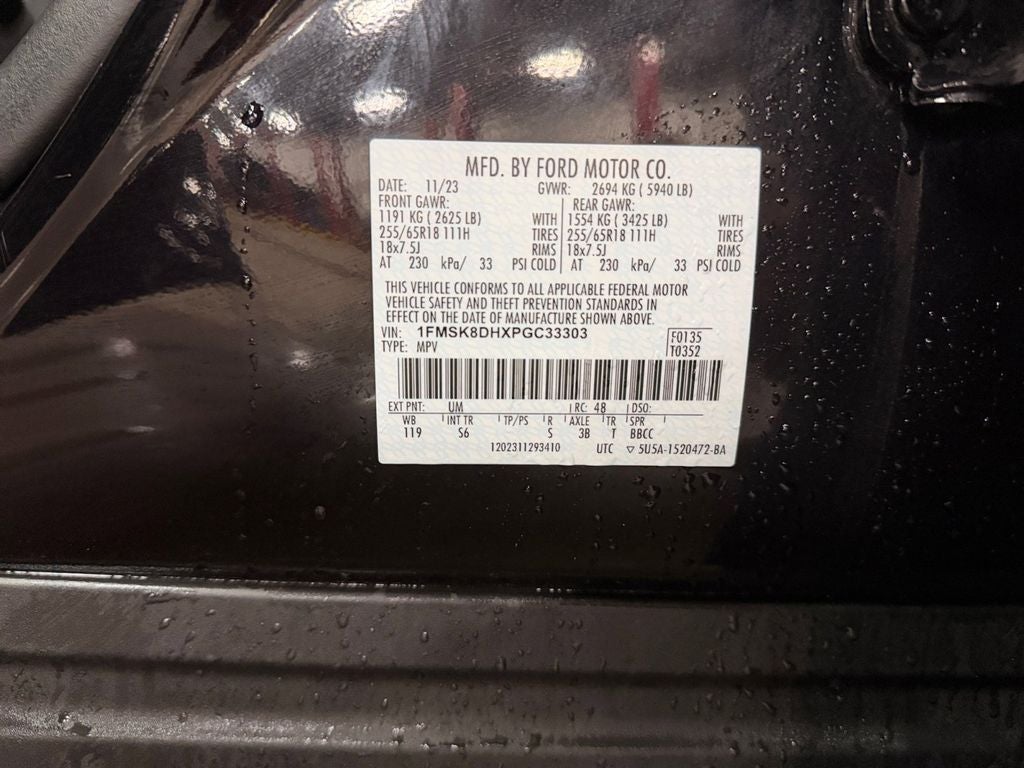 MFD. BY FORD MOTOR CO.
DATE: 11/23 GVWR: 2694 KG ( 5940 LB)
FRONT GAWR: REAR GAWR:
1191 KG ( 2625 LB) WITH 1554 KG ( 3425 LB) WITH
255/65R18 111H TIRES 255/65R18 111H TIRES
18x7.5J RIMS 18x7.5J RIMS
AT 230 kPa/ 33 PSI COLD AT 230 kPa/ 33 PSI COLD
THIS VEHICLE CONFORMS TO ALL APPLICABLE FEDERAL MOTOR
VEHICLE SAFETY AND THEFT PREVENTION STANDARDS IN
EFFECT ON THE DATE OF MANUFACTURE SHOWN ABOVE.
VIN: 1FMSK8DHXPGC33303 F0135
TYPE: MPV T0352
EXT PNT: UM RC: 48 DSO:
WB INT TR TP/PS R AXLE TR SPR
119 S6 S 3B T BBCC
1202311293410 UTC ▽ 5U5A-1520472-BA